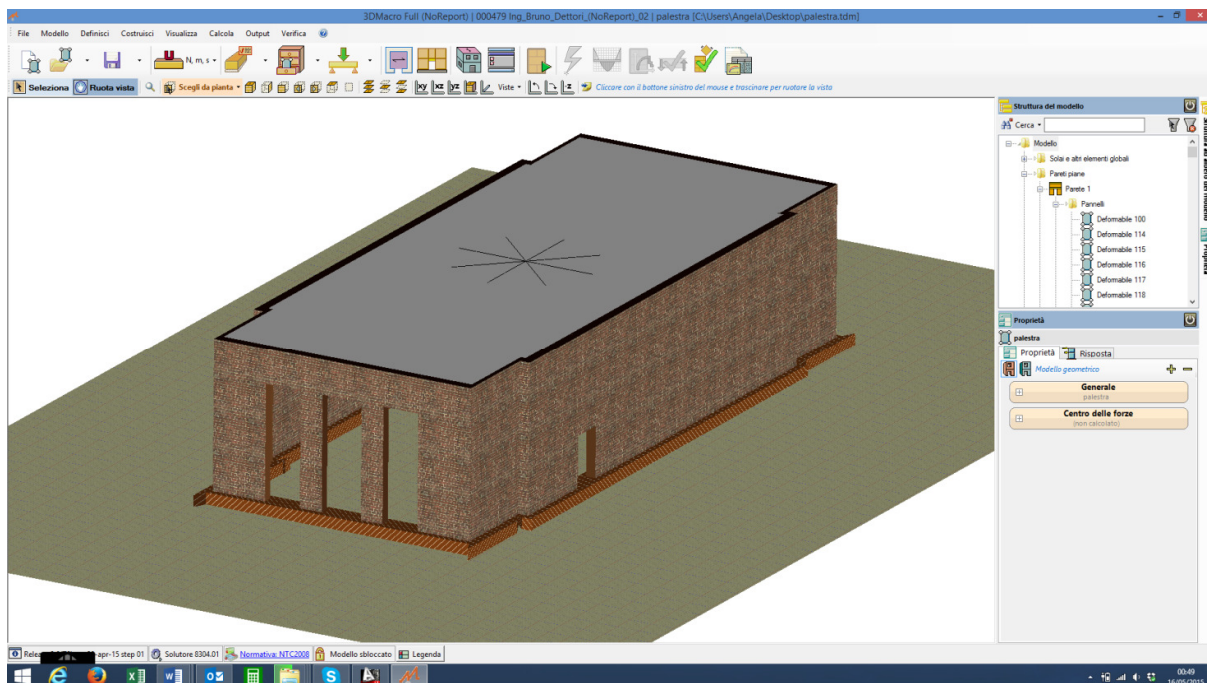 3DMacro Full (NoReport) | 000479 Ing_Bruno_Dettori_(NoReport)_02 | palestra [C:\Users\Angela\Desktop\palestra.tdm]
File Modello Definisci Costruisci Visualizza Calcola Output Verifica
N, m, s
Seleziona Ruota vista Scegli da pianta xy xz yz Viste -z Cliccare con il bottone sinistro del mouse e trascinare per ruotare la vista
Struttura del modello
Cerca
Modello
Solai e altri elementi globali
Pareti piane
Parete 1
Pannelli
Deformabile 100
Deformabile 114
Deformabile 115
Deformabile 116
Deformabile 117
Deformabile 118
Proprietà
palestra
Proprietà Risposta
Modello geometrico
Generale
palestra
Centro delle forze
(non calcolato)
Proprietà
-apr-15 step 01 Solutore 8304.01 Normativa: NTC2008 Modello sbloccato Legenda
00:49
16/05/2015